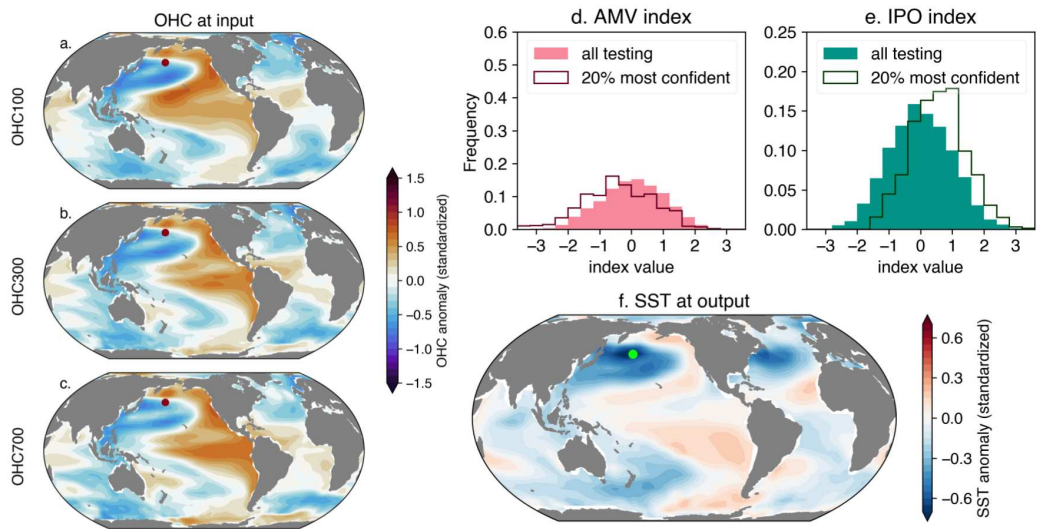 OHC at input
a.
OHC100
b.
OHC300
c.
OHC700
1.5
1.0
0.5
0.0
−0.5
−1.0
−1.5
OHC anomaly (standardized)
d. AMV index
0.6
0.5
0.4
0.3
0.2
0.1
0.0
Frequency
all testing
20% most confident
−3 −2 −1 0 1 2 3
index value
e. IPO index
0.25
0.20
0.15
0.10
0.05
0.00
all testing
20% most confident
−3 −2 −1 0 1 2 3
index value
f. SST at output
0.6
0.3
0.0
−0.3
−0.6
SST anomaly (standardized)